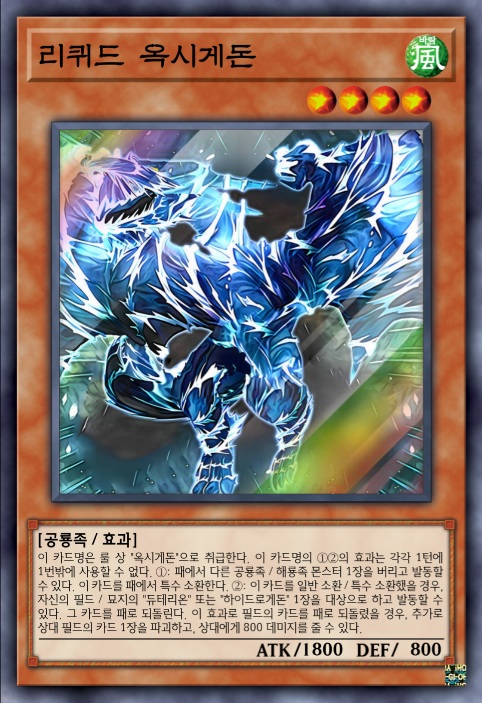 리퀴드 옥시게돈
바람
風
[공룡족 / 효과]
이 카드명은 룰 상 "옥시게돈"으로 취급한다. 이 카드명의 ①②의 효과는 각각 1턴에
1번밖에 사용할 수 없다. ①: 패에서 다른 공룡족 / 해룡족 몬스터 1장을 버리고 발동할
수 있다. 이 카드를 패에서 특수 소환한다. ②: 이 카드를 일반 소환 / 특수 소환했을 경우,
자신의 필드 / 묘지의 "듀테리온" 또는 "하이드로게돈" 1장을 대상으로 하고 발동할 수
있다. 그 카드를 패로 되돌린다. 이 효과로 필드의 카드를 패로 되돌렸을 경우, 추가로
상대 필드의 카드 1장을 파괴하고, 상대에게 800 데미지를 줄 수 있다.
ATK/1800 DEF/ 800